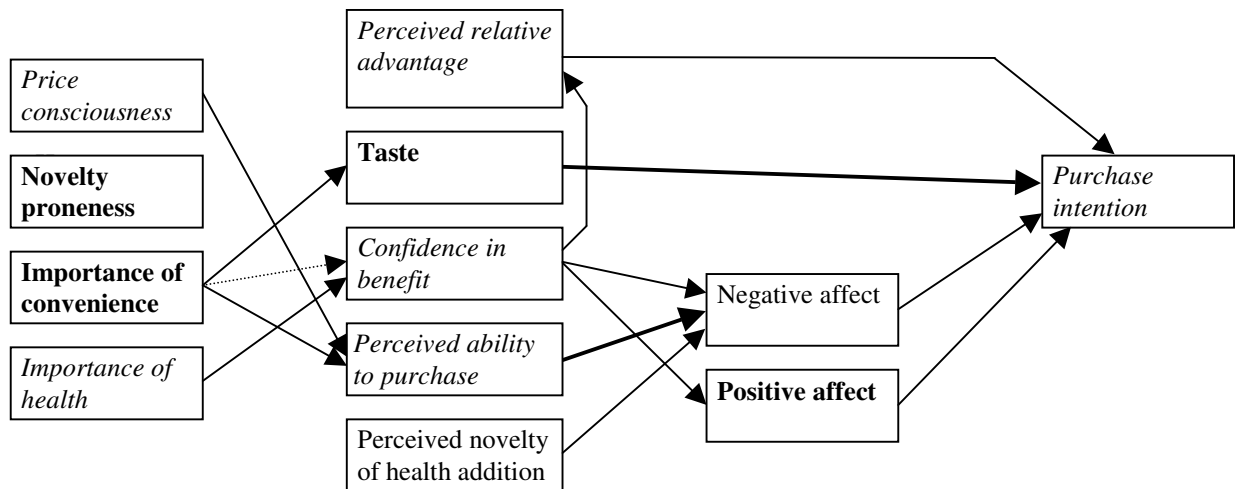 Price
consciousness
Novelty
proneness
Importance of
convenience
Importance of
health
Perceived relative
advantage
Taste
Confidence in
benefit
Perceived ability
to purchase
Perceived novelty
of health addition
Negative affect
Positive affect
Purchase
intention